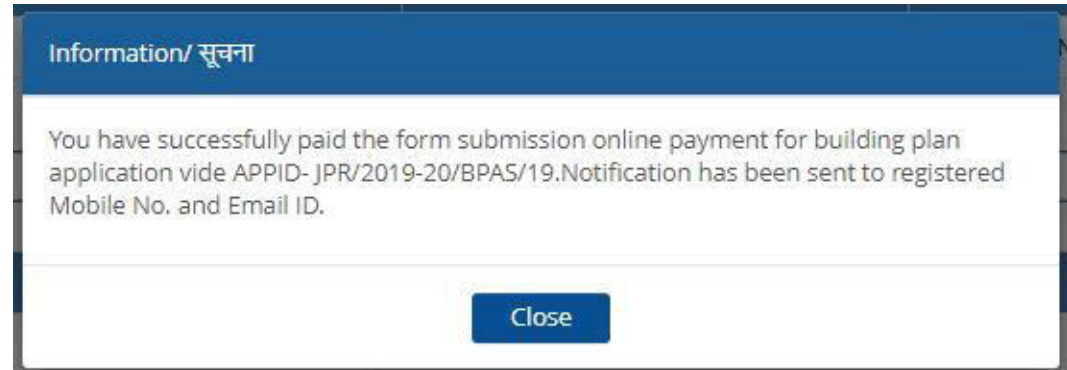 Information/ सूचना
You have successfully paid the form submission online payment for building plan
application vide APPID- JPR/2019-20/BPAS/19.Notification has been sent to registered
Mobile No. and Email ID.
Close